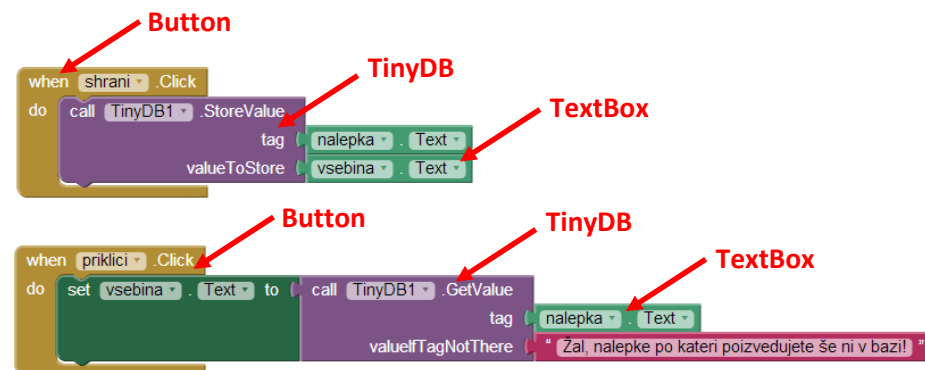 Button
when shrani .Click
TinyDB
do call TinyDB1 .StoreValue
TextBox
tag nalepka . Text
valueToStore vsebina . Text
Button
TinyDB
when priklici .Click
TextBox
do set vsebina . Text to call TinyDB1 .GetValue
tag nalepka . Text
valueIfTagNotThere " Žal, nalepke po kateri poizvedujete še ni v bazi! "